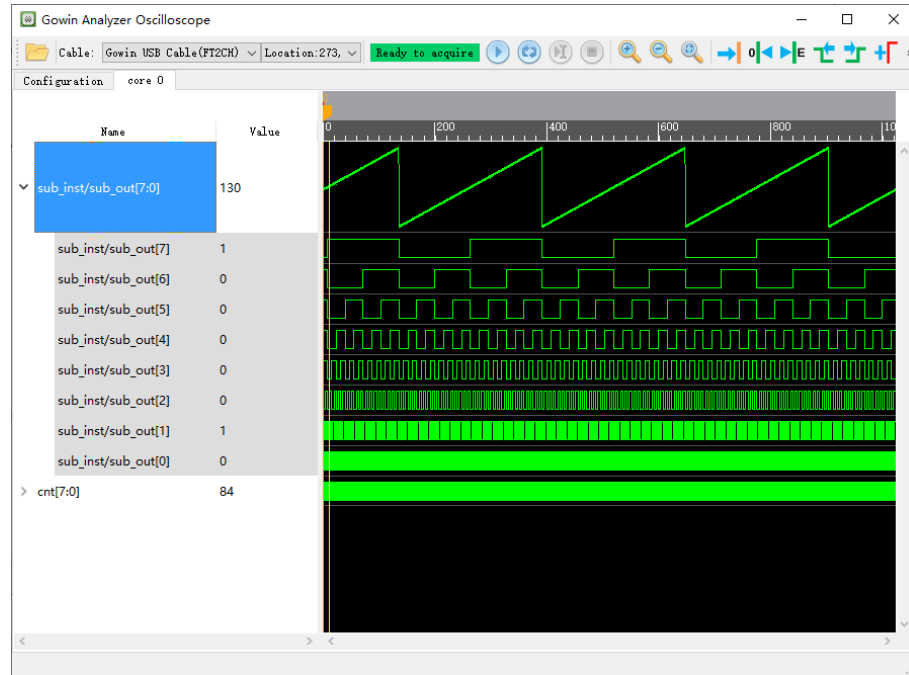 Gowin Analyzer Oscilloscope
Cable: Gowin USB Cable(FT2CH) Location:273, Ready to acquire
Configuration core 0
Name Value
0 200 400 600 800 10
sub_inst/sub_out[7:0] 130
sub_inst/sub_out[7] 1
sub_inst/sub_out[6] 0
sub_inst/sub_out[5] 0
sub_inst/sub_out[4] 0
sub_inst/sub_out[3] 0
sub_inst/sub_out[2] 0
sub_inst/sub_out[1] 1
sub_inst/sub_out[0] 0
cnt[7:0] 84